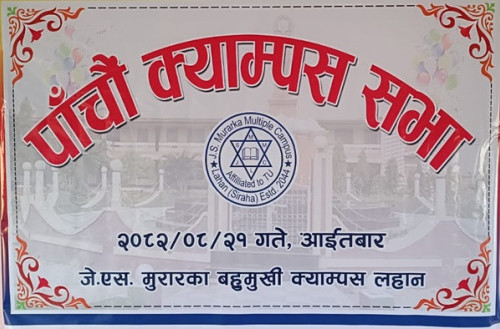 पाँचौं क्याम्पस सभा
J.S. Murarka Multiple Campus
M M
Affiliated to TU
Lahan (Siraha) Estd. 2044
२०८२/०८/२१ गते, आईतबार
जे.एस. मुरारका बहुमुखी क्याम्पस लहान